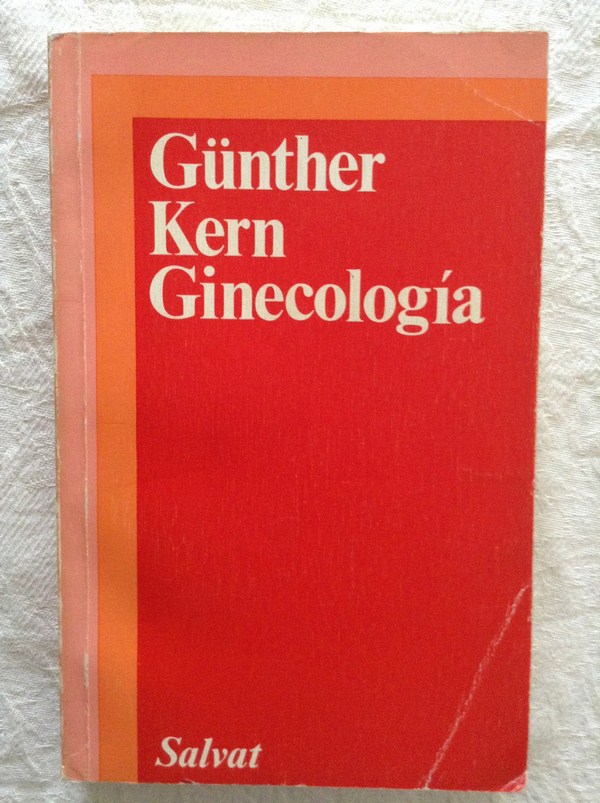 Günther
Kern
Ginecología
Salvat